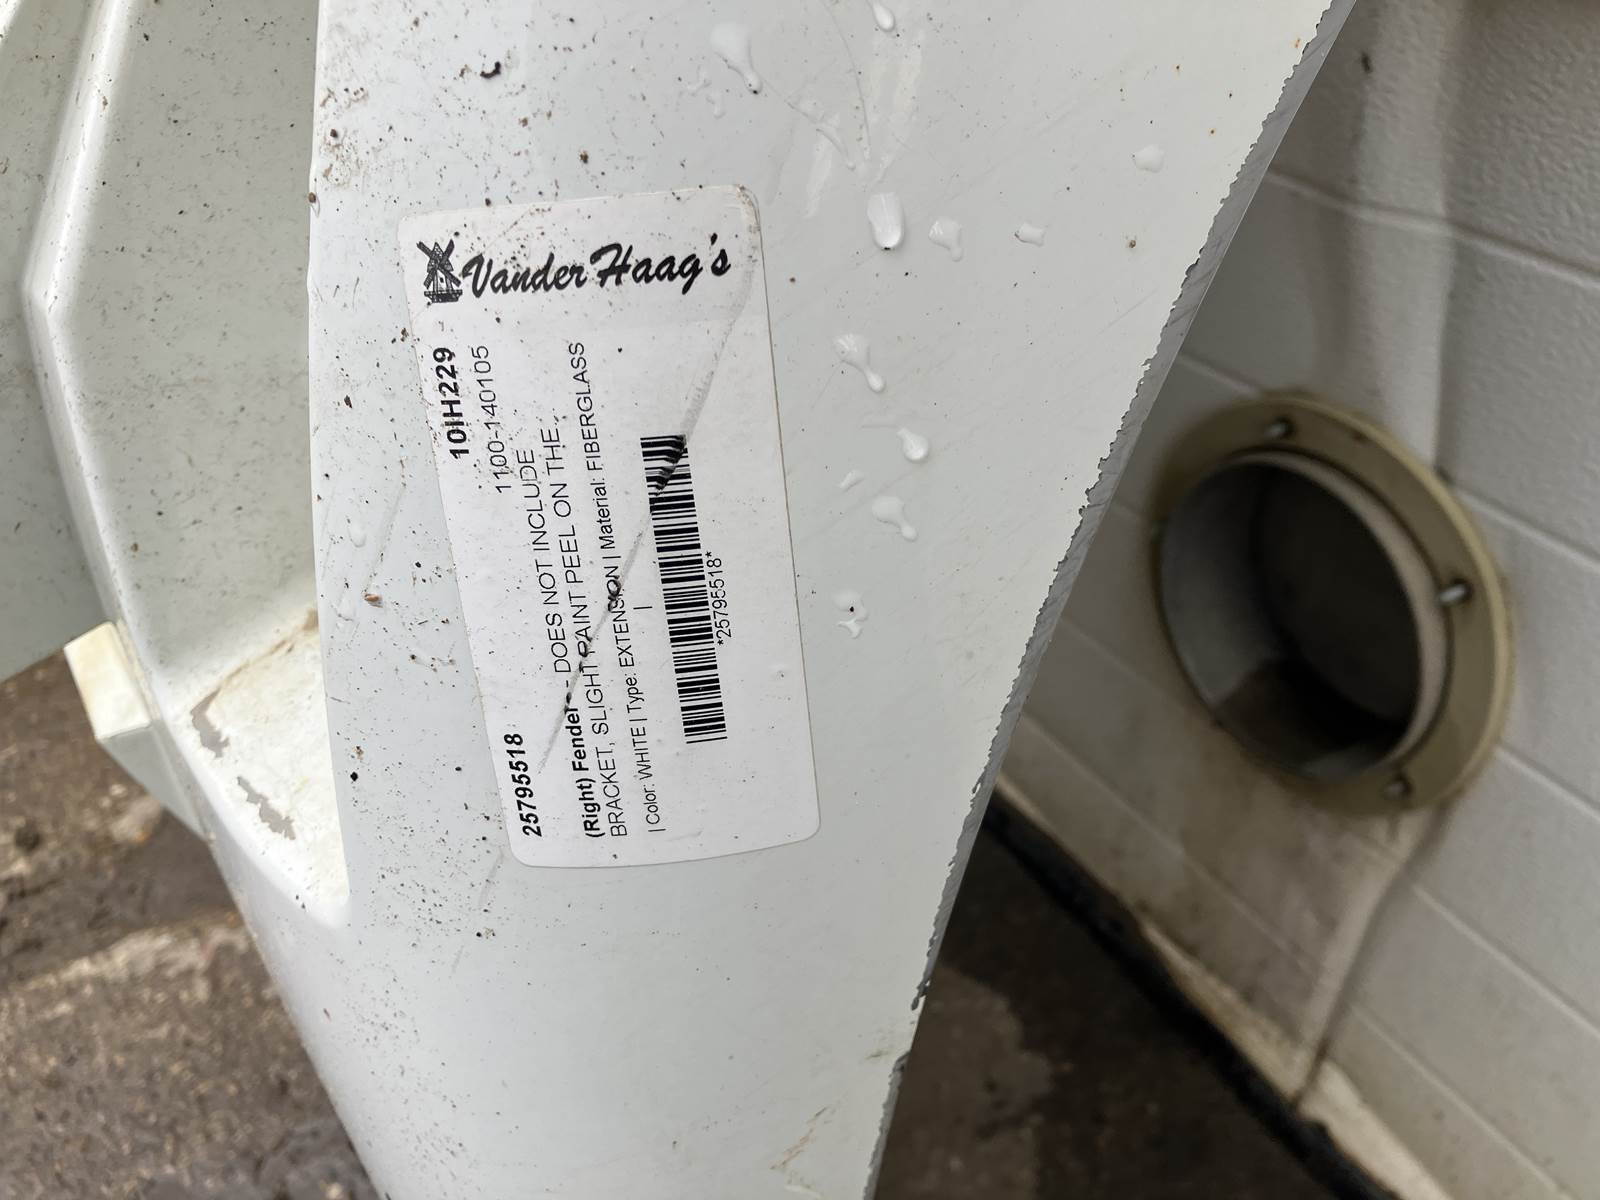 Vander Haag's
25795518 10IH229
1100-140105
(Right) Fender - - DOES NOT INCLUDE
BRACKET, SLIGHT PAINT PEEL ON THE
| Color: WHITE | Type: EXTENSION | Material: FIBERGLASS
|
*25795518*